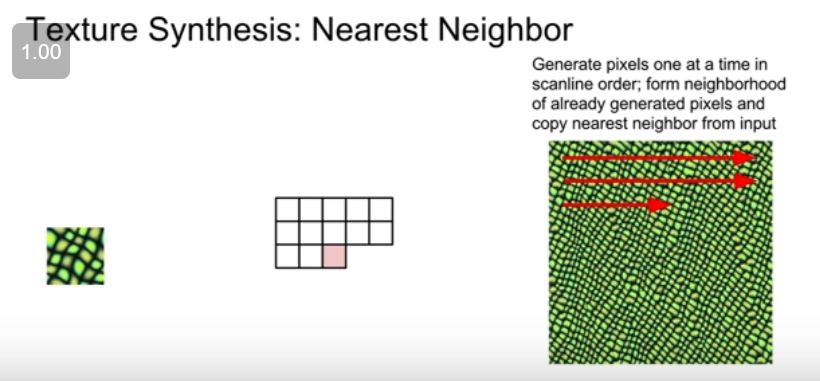 Texture Synthesis: Nearest Neighbor
1.00
Generate pixels one at a time in
scanline order; form neighborhood
of already generated pixels and
copy nearest neighbor from input